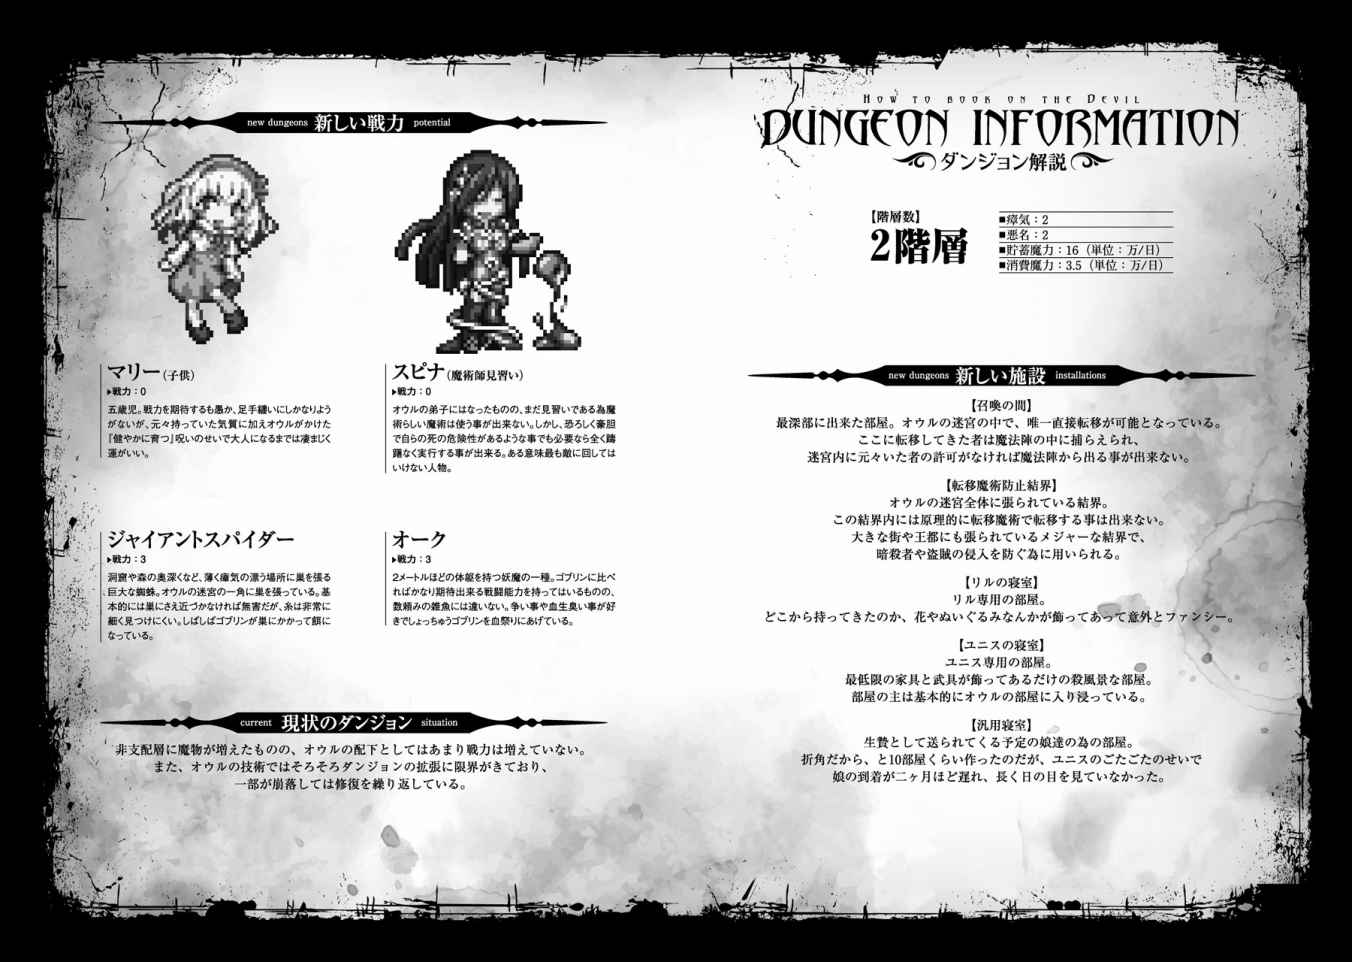 How to book on the Devil
DUNGEON INFORMATION
ダンジョン解説
【階層数】
2階層
■瘴気：2
■悪名：2
■貯蓄魔力：16（単位：万/日）
■消費魔力：3.5（単位：万/日）
new dungeons 新しい施設 installations
【召喚の間】
最深部に出来た部屋。オウルの迷宮の中で、唯一直接転移が可能となっている。
ここに転移してきた者は魔法陣の中に捕らえられ、
迷宮内に元々いた者の許可がなければ魔法陣から出る事が出来ない。
【転移魔術防止結界】
オウルの迷宮全体に張られている結界。
この結界内には原理的に転移魔術で転移する事は出来ない。
大きな街や王都にも張られているメジャーな結界で、
暗殺者や盗賊の侵入を防ぐ為に用いられる。
【リルの寝室】
リル専用の部屋。
どこから持ってきたのか、花やぬいぐるみなんかが飾ってあって意外とファンシー。
【ユニスの寝室】
ユニス専用の部屋。
最低限の家具と武具が飾ってあるだけの殺風景な部屋。
部屋の主は基本的にオウルの部屋に入り浸っている。
【汎用寝室】
生贄として送られてくる予定の娘達の為の部屋。
折角だから、と10部屋くらい作ったのだが、ユニスのごたごたのせいで
娘の到着が二ヶ月ほど遅れ、長く日の目を見ていなかった。
new dungeons 新しい戦力 potential
マリー（子供）
▶戦力：0
五歳児。戦力を期待するも愚か、足手纏いにしかなりよう
がないが、元々持っていた気質に加えオウルがかけた
『健やかに育つ』呪いのせいで大人になるまでは凄まじく
運がいい。
スピナ（魔術師見習い）
▶戦力：0
オウルの弟子にはなったものの、まだ見習いである為魔
術らしい魔術は使う事が出来ない。しかし、恐ろしく豪胆
で自らの死の危険性があるような事でも必要なら全く躊
躇なく実行する事が出来る。ある意味最も敵に回しては
いけない人物。
ジャイアントスパイダー
▶戦力：3
洞窟や森の奥深くなど、薄く瘴気の漂う場所に巣を張る
巨大な蜘蛛。オウルの迷宮の一角に巣を張っている。基
本的には巣にさえ近づかなければ無害だが、糸は非常に
細く見つけにくい。しばしばゴブリンが巣にかかって餌に
なっている。
オーク
▶戦力：3
2メートルほどの体躯を持つ妖魔の一種。ゴブリンに比べ
ればかなり期待出来る戦闘能力を持ってはいるものの、
数頼みの雑魚には違いない。争い事や血生臭い事が好
きでしょっちゅうゴブリンを血祭りにあげている。
current 現状のダンジョン situation
非支配層に魔物が増えたものの、オウルの配下としてはあまり戦力は増えていない。
また、オウルの技術ではそろそろダンジョンの拡張に限界がきており、
一部が崩落しては修復を繰り返している。